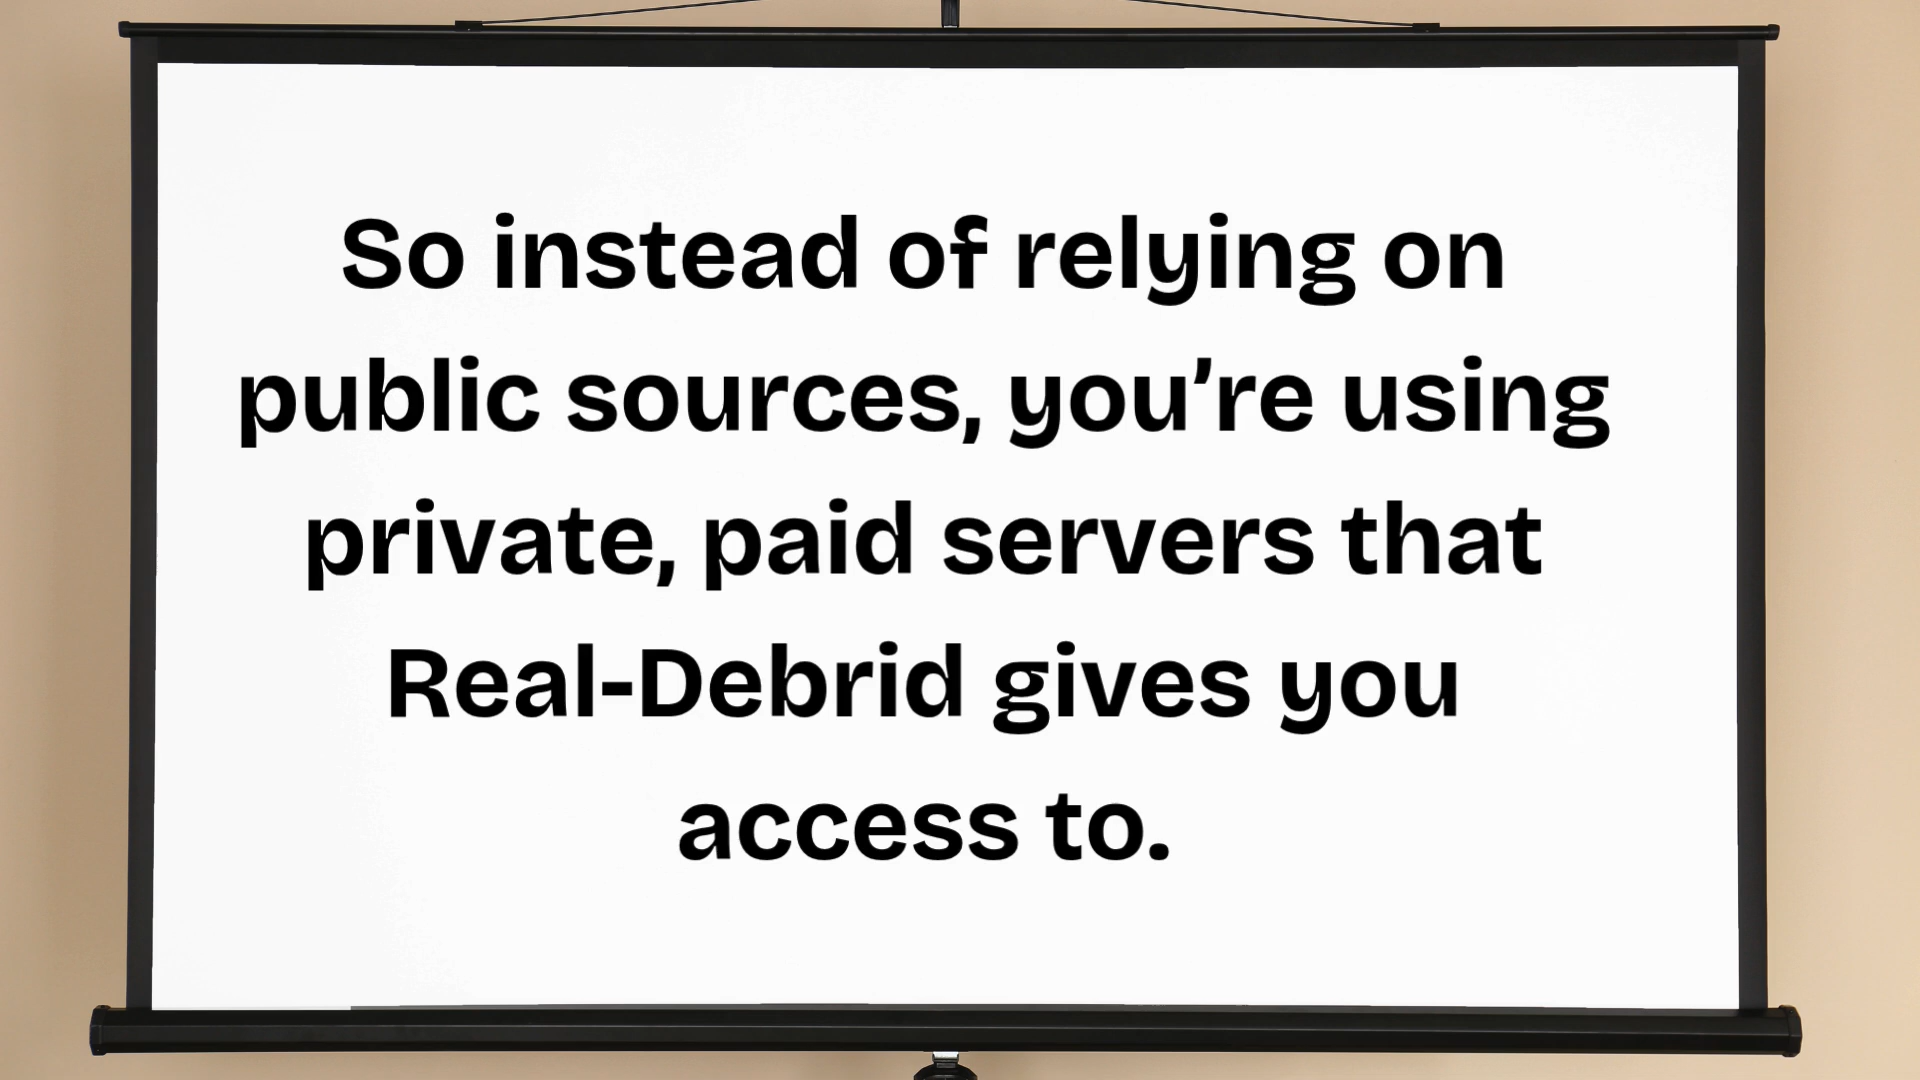 So instead of relying on
public sources, you’re using
private, paid servers that
Real-Debrid gives you
access to.